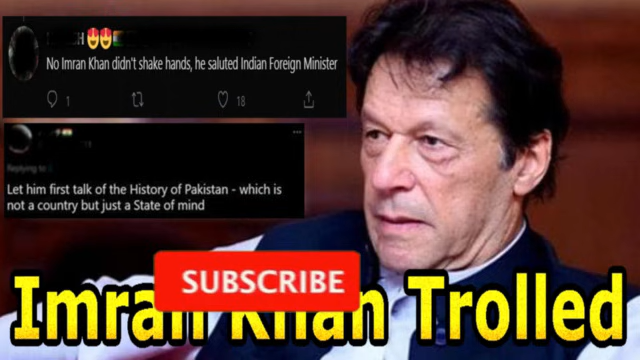 No Imran Khan didn't shake hands, he saluted Indian Foreign Minister
1
18
Replying to
Let him first talk of the History of Pakistan - which is
not a country but just a State of mind
SUBSCRIBE
Imran Khan Trolled